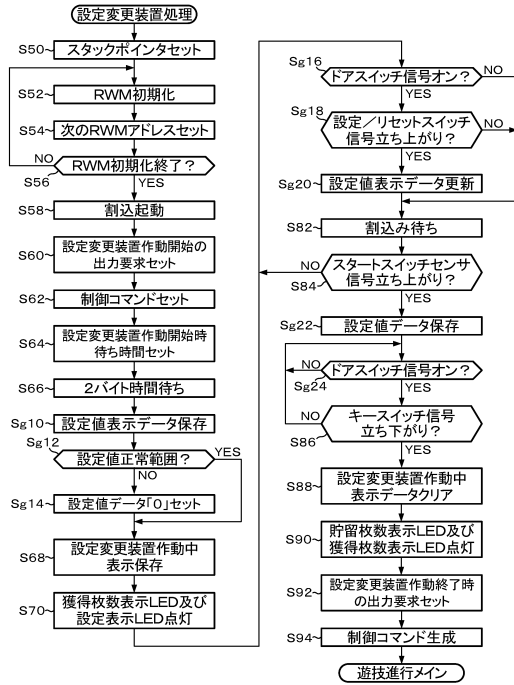 設定変更装置処理
S50
スタックポインタセット
S52
RWM初期化
S54
次のRWMアドレスセット
NO
RWM初期化終了？
S56
YES
S58
割込起動
S60
設定変更装置作動開始の
出力要求セット
S62
制御コマンドセット
S64
設定変更装置作動開始時
待ち時間セット
S66
2バイト時間待ち
Sg10
設定値表示データ保存
Sg12
設定値正常範囲？
YES
NO
Sg14
設定値データ「0」セット
S68
設定変更装置作動中
表示保存
S70
獲得枚数表示LED及び
設定表示LED点灯
Sg16
ドアスイッチ信号オン？
NO
YES
Sg18
設定／リセットスイッチ
信号立ち上がり？
NO
YES
Sg20
設定値表示データ更新
S82
割込み待ち
NO
スタートスイッチセンサ
信号立ち上がり？
S84
YES
Sg22
設定値データ保存
NO
ドアスイッチ信号オン？
Sg24
YES
NO
キースイッチ信号
立ち下がり？
S86
YES
S88
設定変更装置作動中
表示データクリア
S90
貯留枚数表示LED及び
獲得枚数表示LED点灯
S92
設定変更装置作動終了時
の出力要求セット
S94
制御コマンド生成
遊技進行メイン